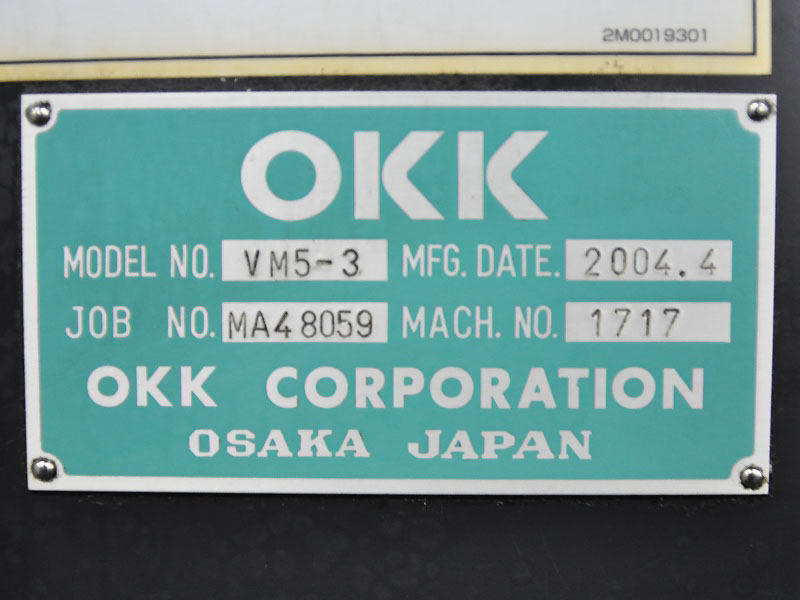 2M0019301
OKK
MODEL NO. VM5-3 MFG. DATE. 2004.4
JOB NO. MA48059 MACH. NO. 1717
OKK CORPORATION
OSAKA JAPAN